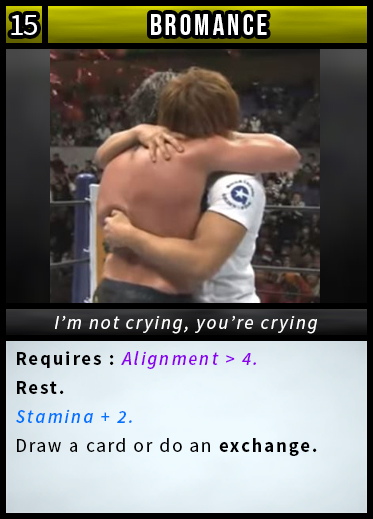 15
BROMANCE
I'm not crying, you're crying
Requires : Alignment > 4.
Rest.
Stamina + 2.
Draw a card or do an exchange.